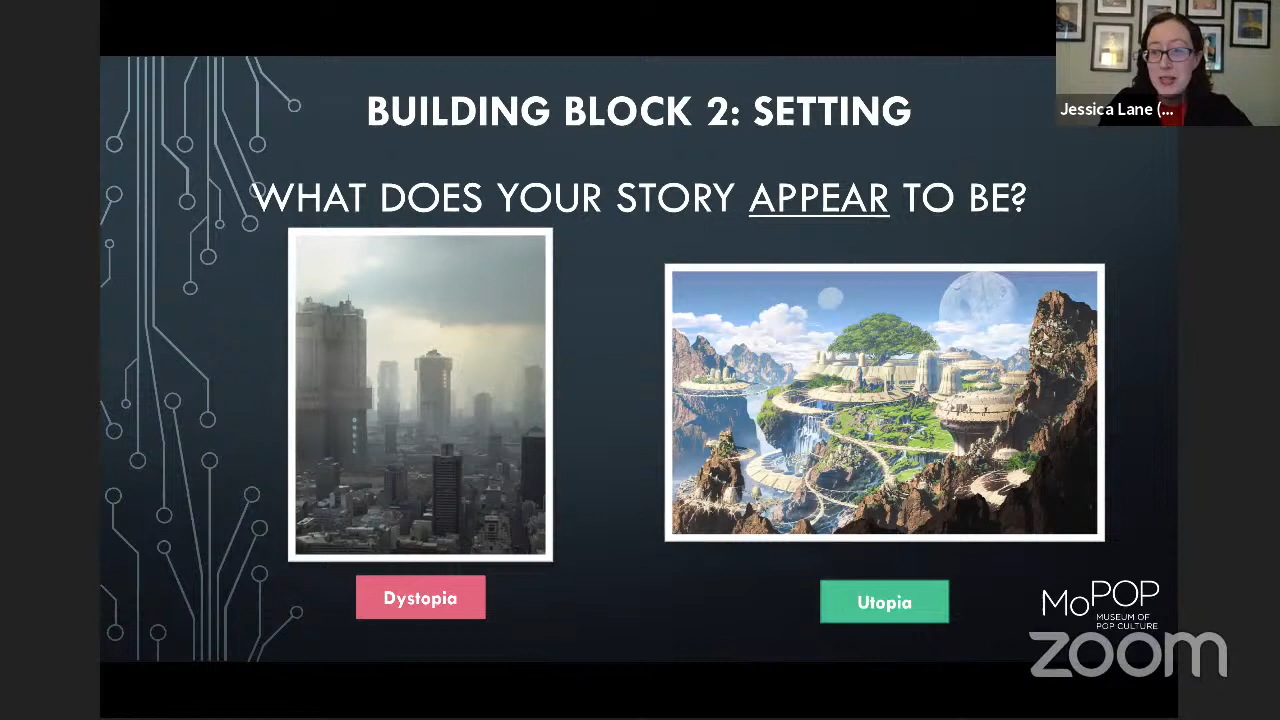 Jessica Lane (...
BUILDING BLOCK 2: SETTING
WHAT DOES YOUR STORY APPEAR TO BE?
Dystopia
Utopia
MoPOP
MUSEUM OF
POP CULTURE
zoom